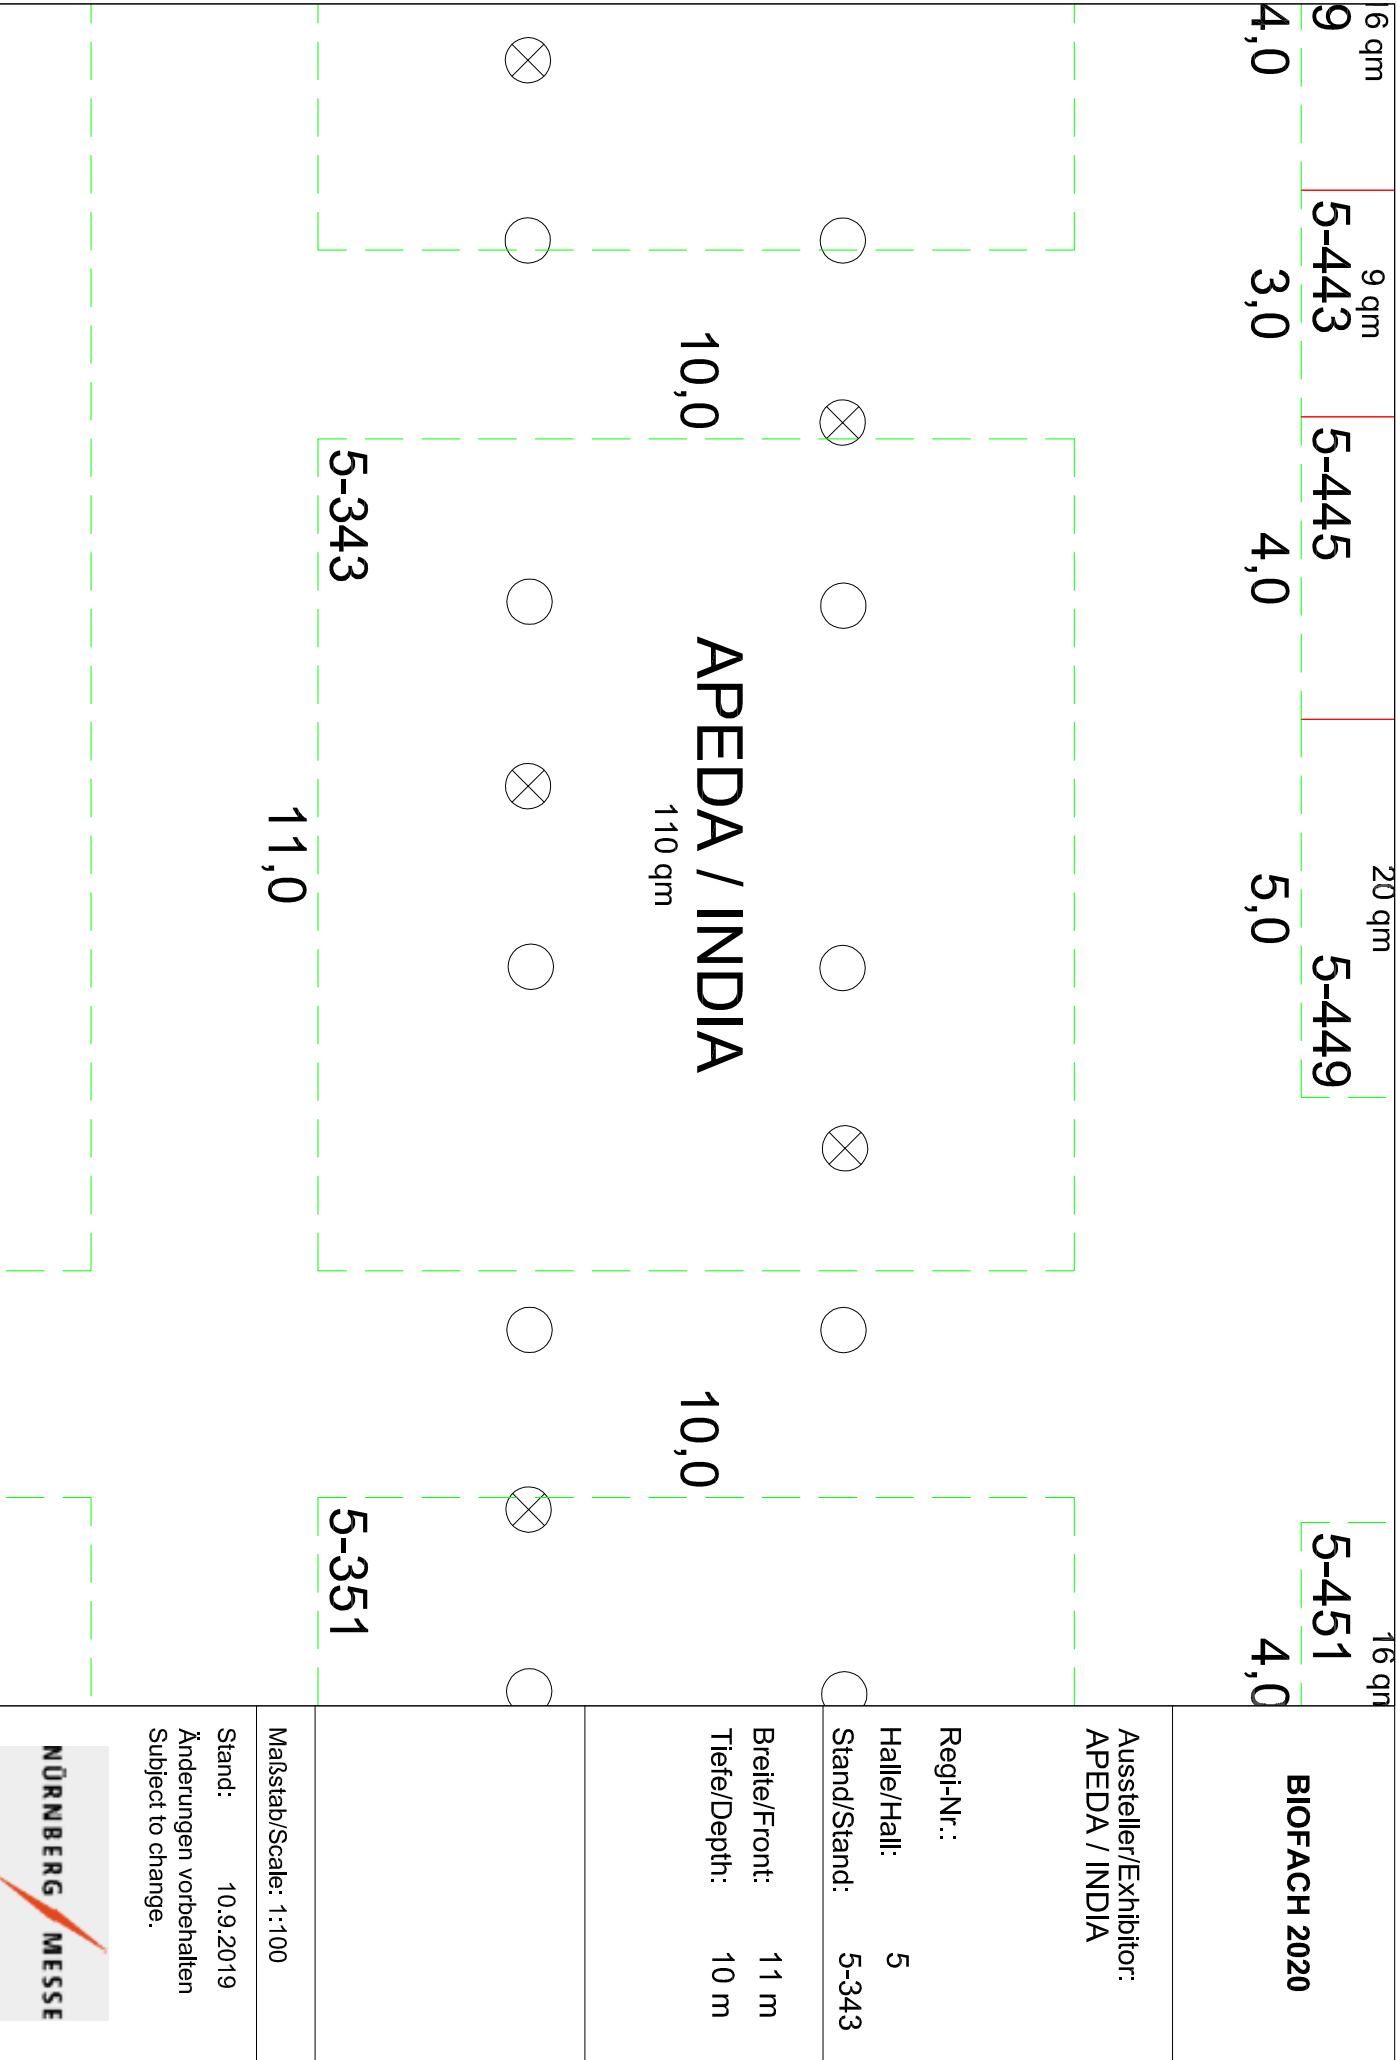 16 qm
9
4,0
9 qm
5-443
3,0
5-445
4,0
20 qm
5-449
5,0
5-451
4,0
10,0
5-343
APEDA / INDIA
110 qm
11,0
10,0
5-351
BIOFACH 2020
Aussteller/Exhibitor:
APEDA / INDIA
Regi-Nr.:
Halle/Hall: 5
Stand/Stand: 5-343
Breite/Front: 11 m
Tiefe/Depth: 10 m
Maßstab/Scale: 1:100
Stand: 10.9.2019
Änderungen vorbehalten
Subject to change.
NÜRNBERG MESSE